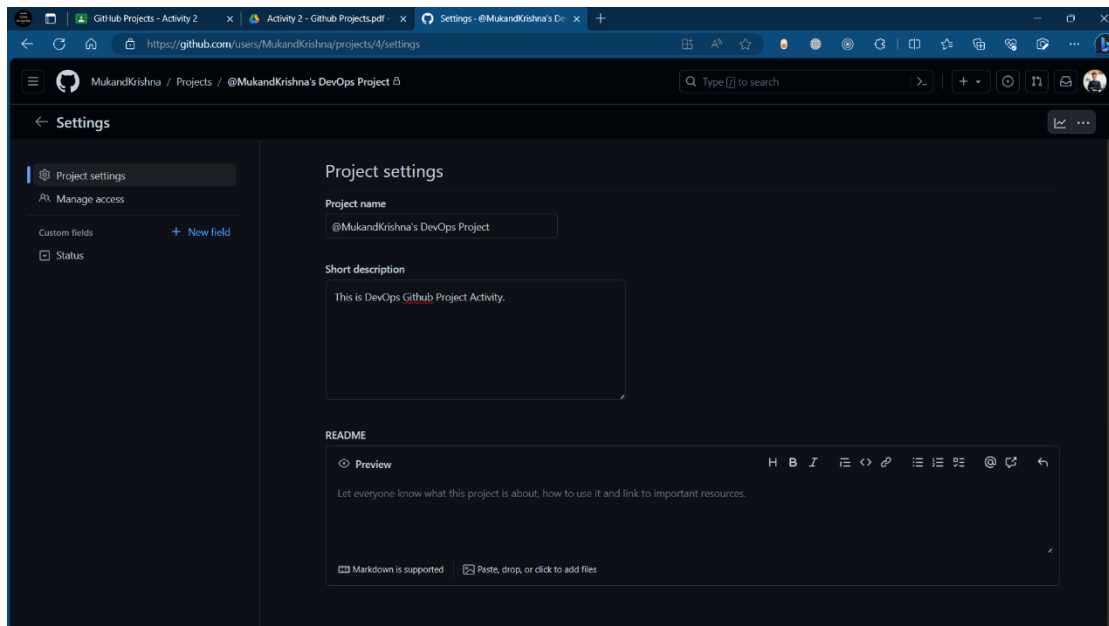 GitHub Projects - Activity 2
Activity 2 - Github Projects.pdf -
Settings · @MukandKrishna's De
https://github.com/users/MukandKrishna/projects/4/settings
MukandKrishna / Projects / @MukandKrishna's DevOps Project
Type / to search
Settings
Project settings
Manage access
Custom fields
New field
Status
Project settings
Project name
@MukandKrishna's DevOps Project
Short description
This is DevOps Github Project Activity.
README
Preview
H B I
Let everyone know what this project is about, how to use it and link to important resources.
Markdown is supported
Paste, drop, or click to add files